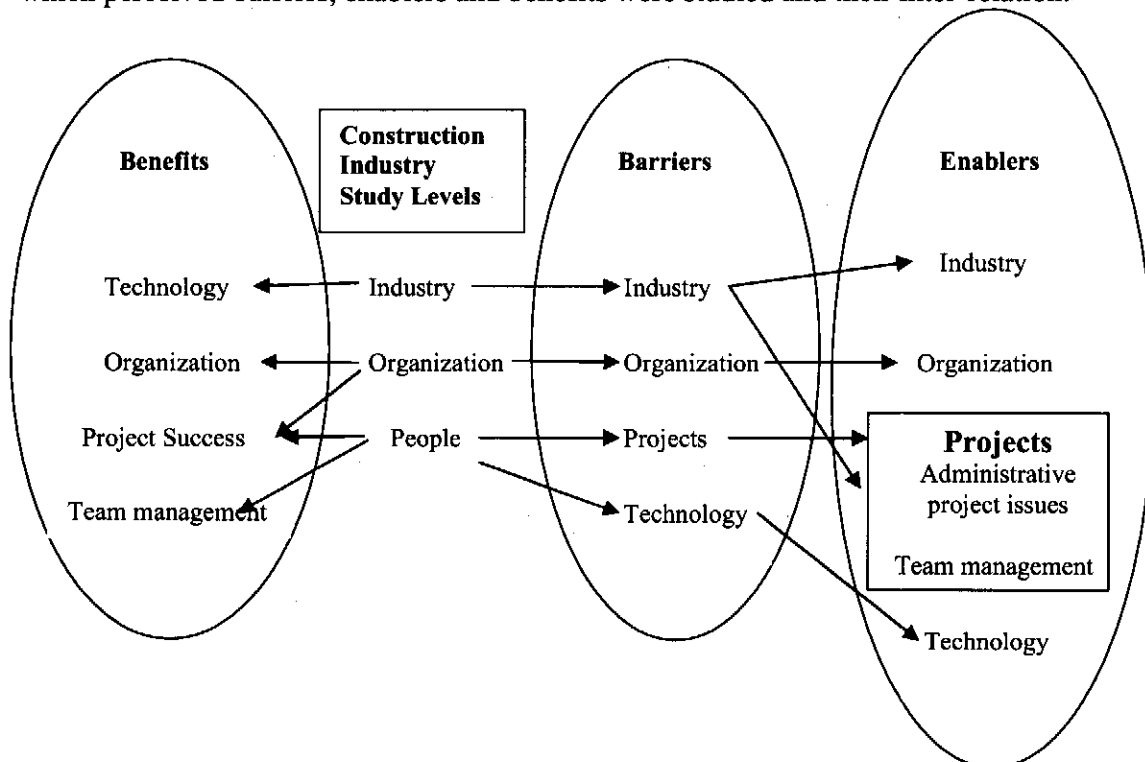 which perceived barriers, enablers and benefits were studied and their inter-relation.
Construction
Industry
Study Levels
Benefits
Barriers
Enablers
Technology
Industry
Industry
Industry
Organization
Organization
Organization
Organization
Project Success
People
Projects
Projects
Administrative
project issues
Team management
Team management
Technology
Technology